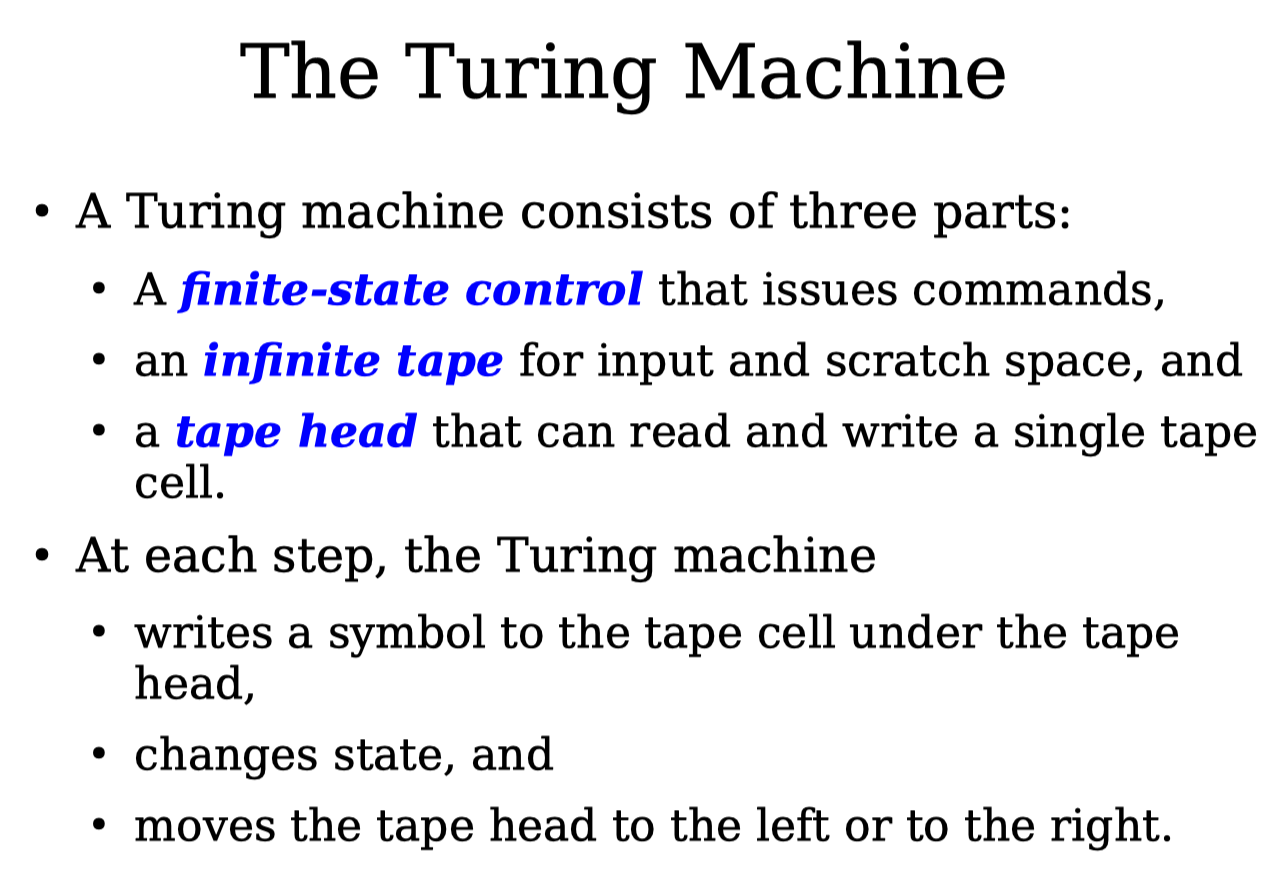 The Turing Machine
• A Turing machine consists of three parts:
• A finite-state control that issues commands,
• an infinite tape for input and scratch space, and
• a tape head that can read and write a single tape
cell.
• At each step, the Turing machine
• writes a symbol to the tape cell under the tape
head,
• changes state, and
• moves the tape head to the left or to the right.